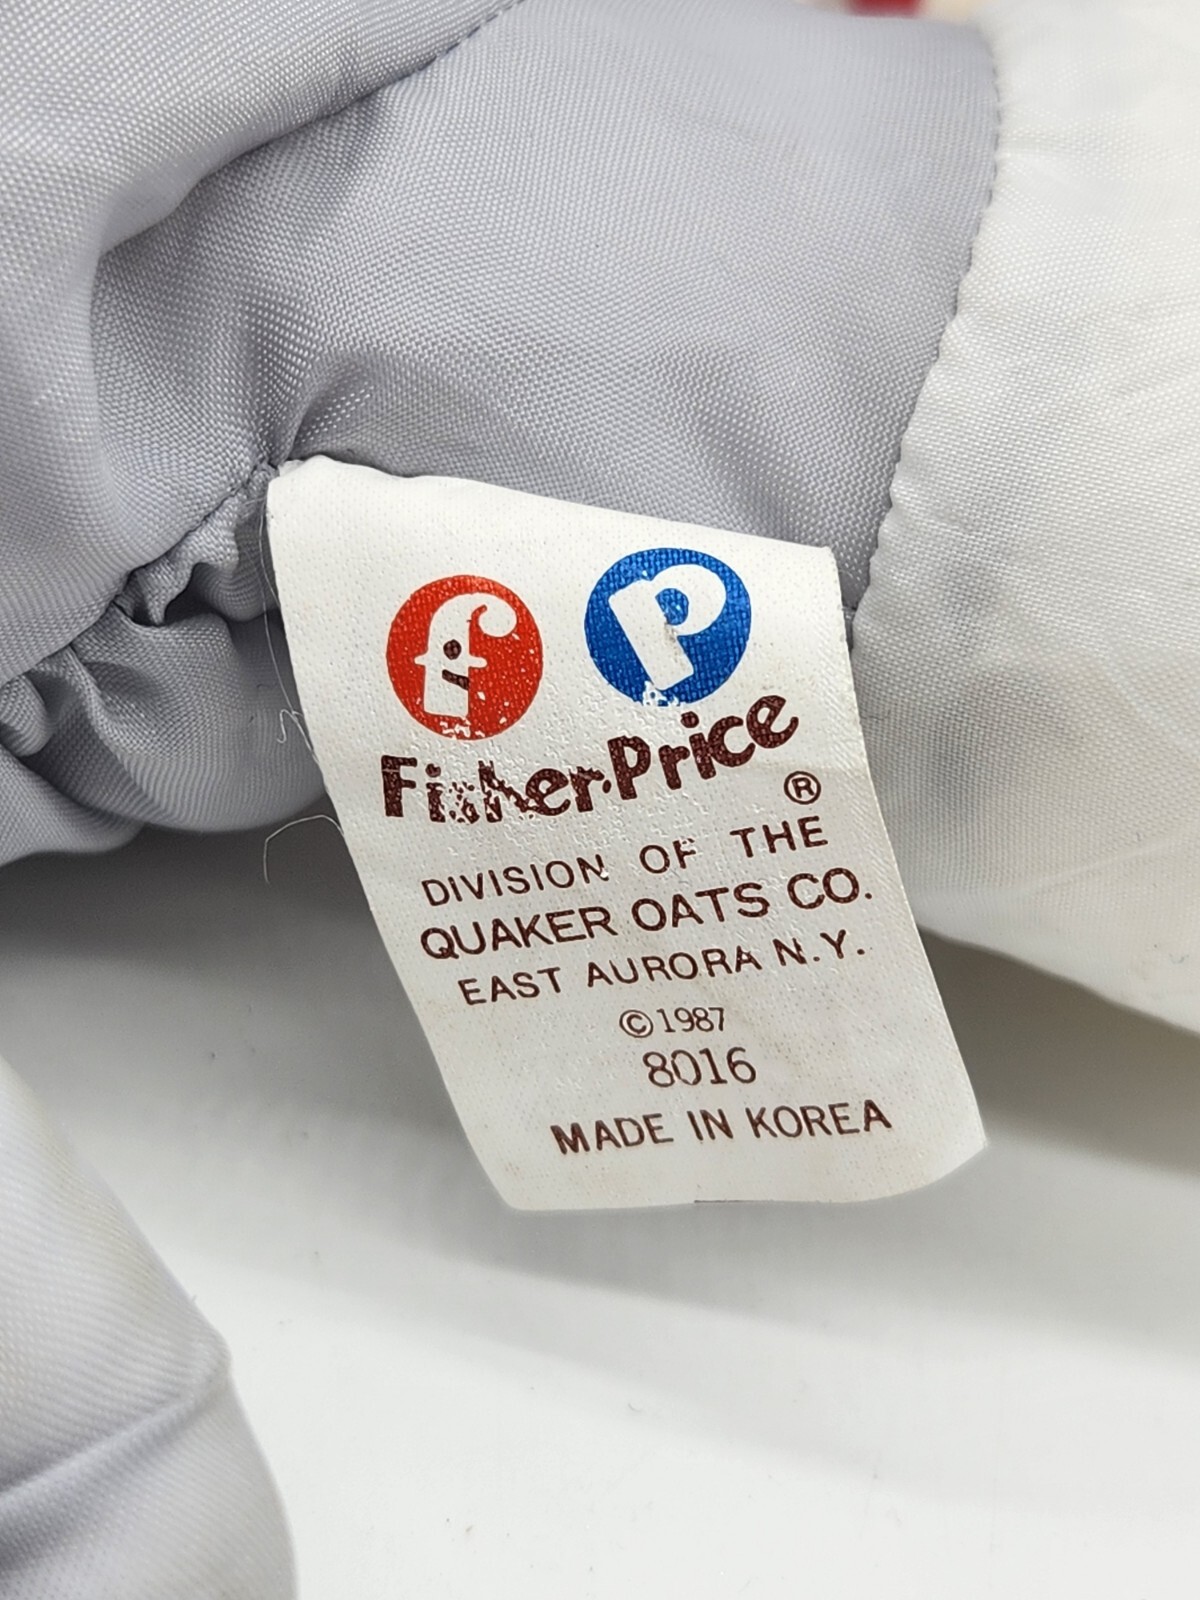 f P
Fisher-Price
®
DIVISION OF THE
QUAKER OATS CO.
EAST AURORA N.Y.
©1987
8016
MADE IN KOREA